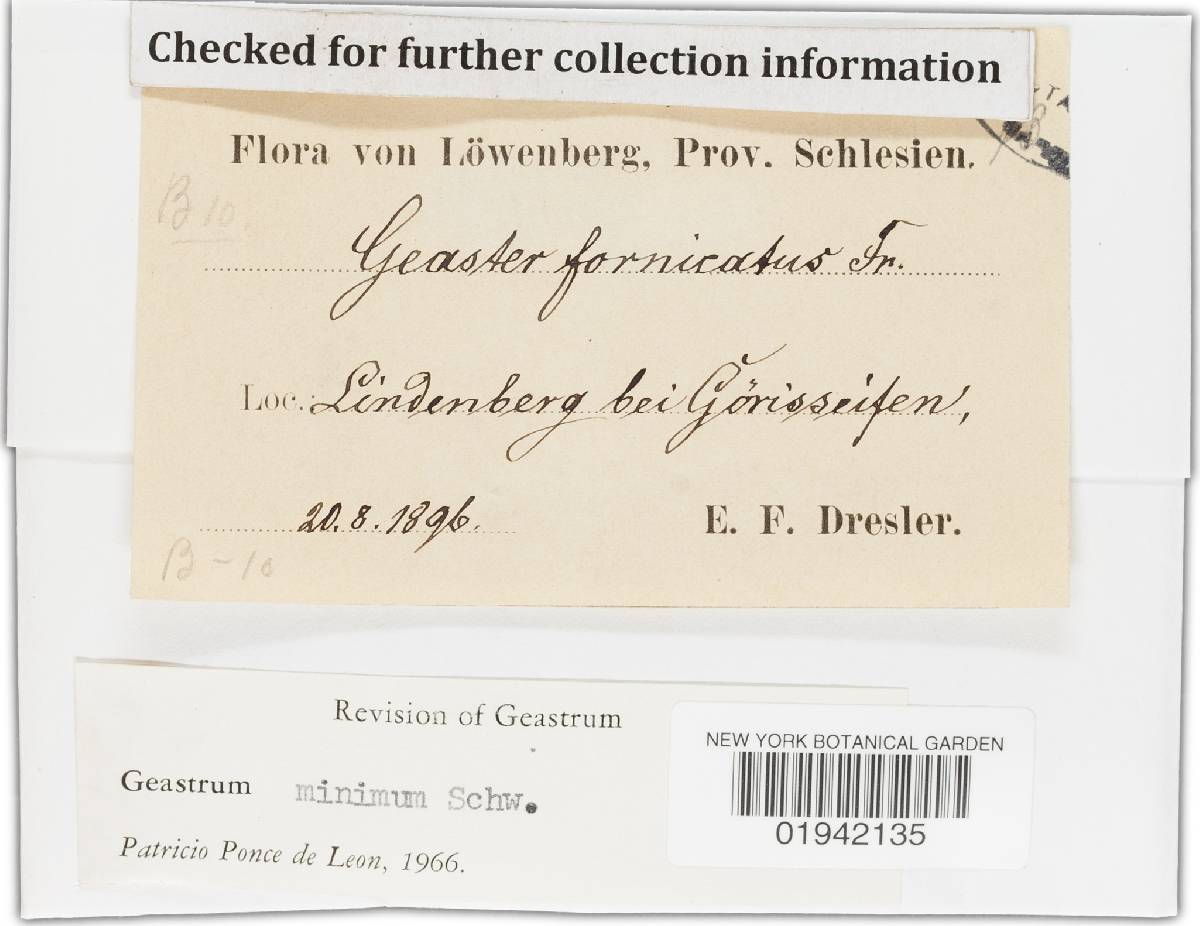 Checked for further collection information
Flora von Löwenberg, Prov. Schlesien.
B 10.
Geaster fornicatus Fr.
Loc. Lindenberg bei Görisseifen,
20. 8. 1896.
E. F. Dresler.
B-10
Revision of Geastrum
Geastrum minimum Schw.
Patricio Ponce de Leon, 1966.
NEW YORK BOTANICAL GARDEN
01942135